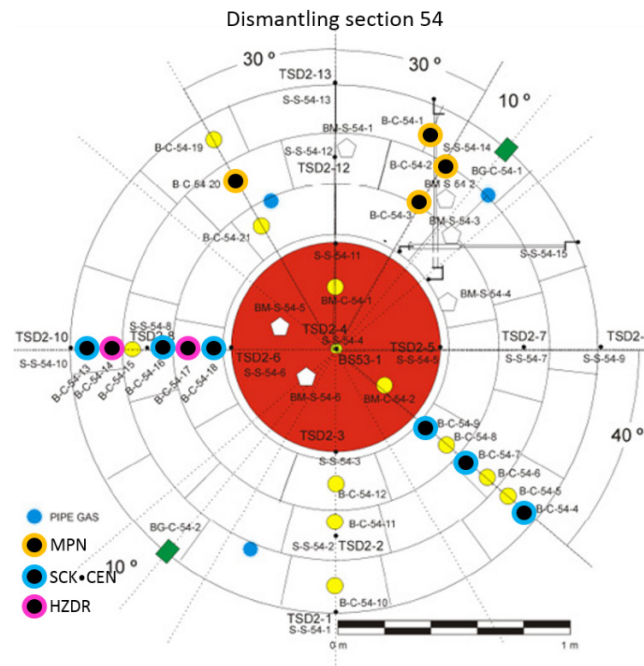 Dismantling section 54
30 º
30 º
TSD2-13
10 º
S-S-54-13
B-C-54-1
BM-S-54-1
S-S-54-14
B-C-54-19
S-S-54-12
B-C-54-2
BG-C-54-1
TSD2-12
B-C-54-20
BM-S-54-2
B-C-54-3
BM-S-54-3
B-C-54-21
S-S-54-11
S-S-54-15
BM-C-54-1
BM-S-54-4
BM-S-54-5
S-S-54-8
TSD2-4
TSD2-10
TSD2-8
S-S-54-4
TSD2-5
TSD2-7
TSD2-
TSD2-6
BS53-1
S-S-54-10
S-S-54-6
S-S-54-5
S-S-54-7
S-S-54-9
B-C-54-13
B-C-54-14
B-C-54-15
B-C-54-16
B-C-54-17
B-C-54-18
BM-S-54-6
BM-C-54-2
B-C-54-9
TSD2-3
B-C-54-8
40 º
S-S-54-3
B-C-54-7
B-C-54-6
B-C-54-12
B-C-54-5
B-C-54-4
PIPE GAS
BG-C-54-2
B-C-54-11
MPN
S-S-54-2
TSD2-2
10 º
SCK•CEN
B-C-54-10
HZDR
TSD2-1
S-S-54-1
0 m
1 m